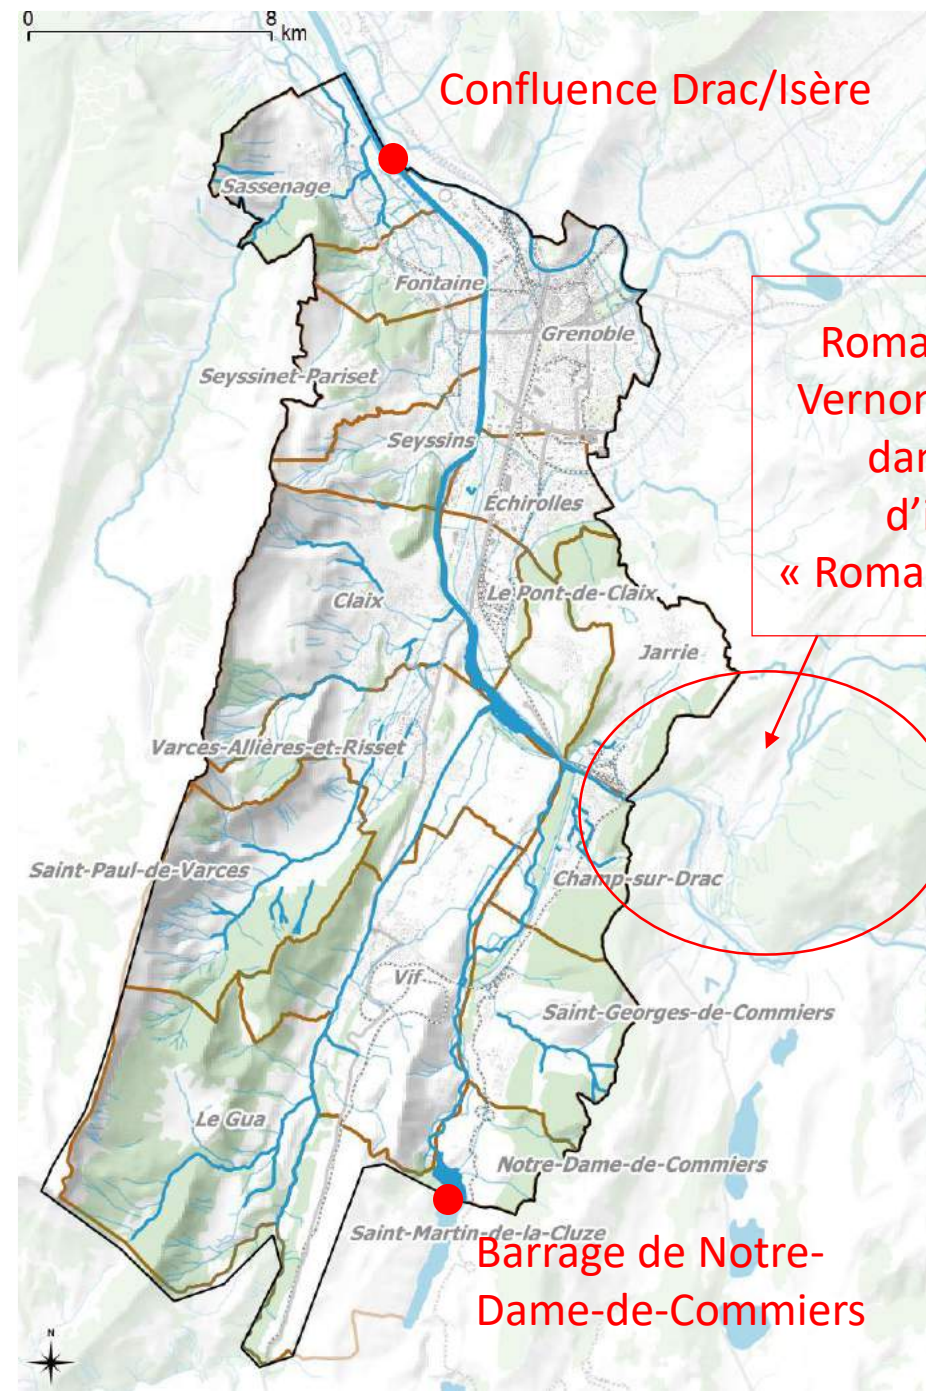 0 8
km
Confluence Drac/Isère
Sassenage
Fontaine
Grenoble
Seyssinet-Pariset
Seyssins
Échirolles
Claix
Le Pont-de-Claix
Jarrie
« Roma
d'i
Varces-Allières-et-Risset
Saint-Paul-de-Varces
Champ-sur-Drac
Vif
Saint-Georges-de-Commiers
Le Gua
Notre-Dame-de-Commiers
Saint-Martin-de-la-Cluze
Barrage de Notre-
Dame-de-Commiers
N